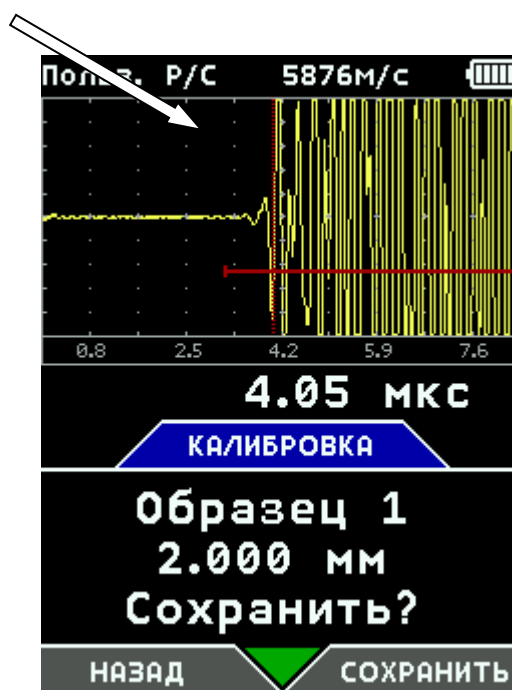 Польз. Р/С 5876м/с
0.8 2.5 4.2 5.9 7.6
4.05 мкс
КАЛИБРОВКА
Образец 1
2.000 мм
Сохранить?
НАЗАД СОХРАНИТЬ